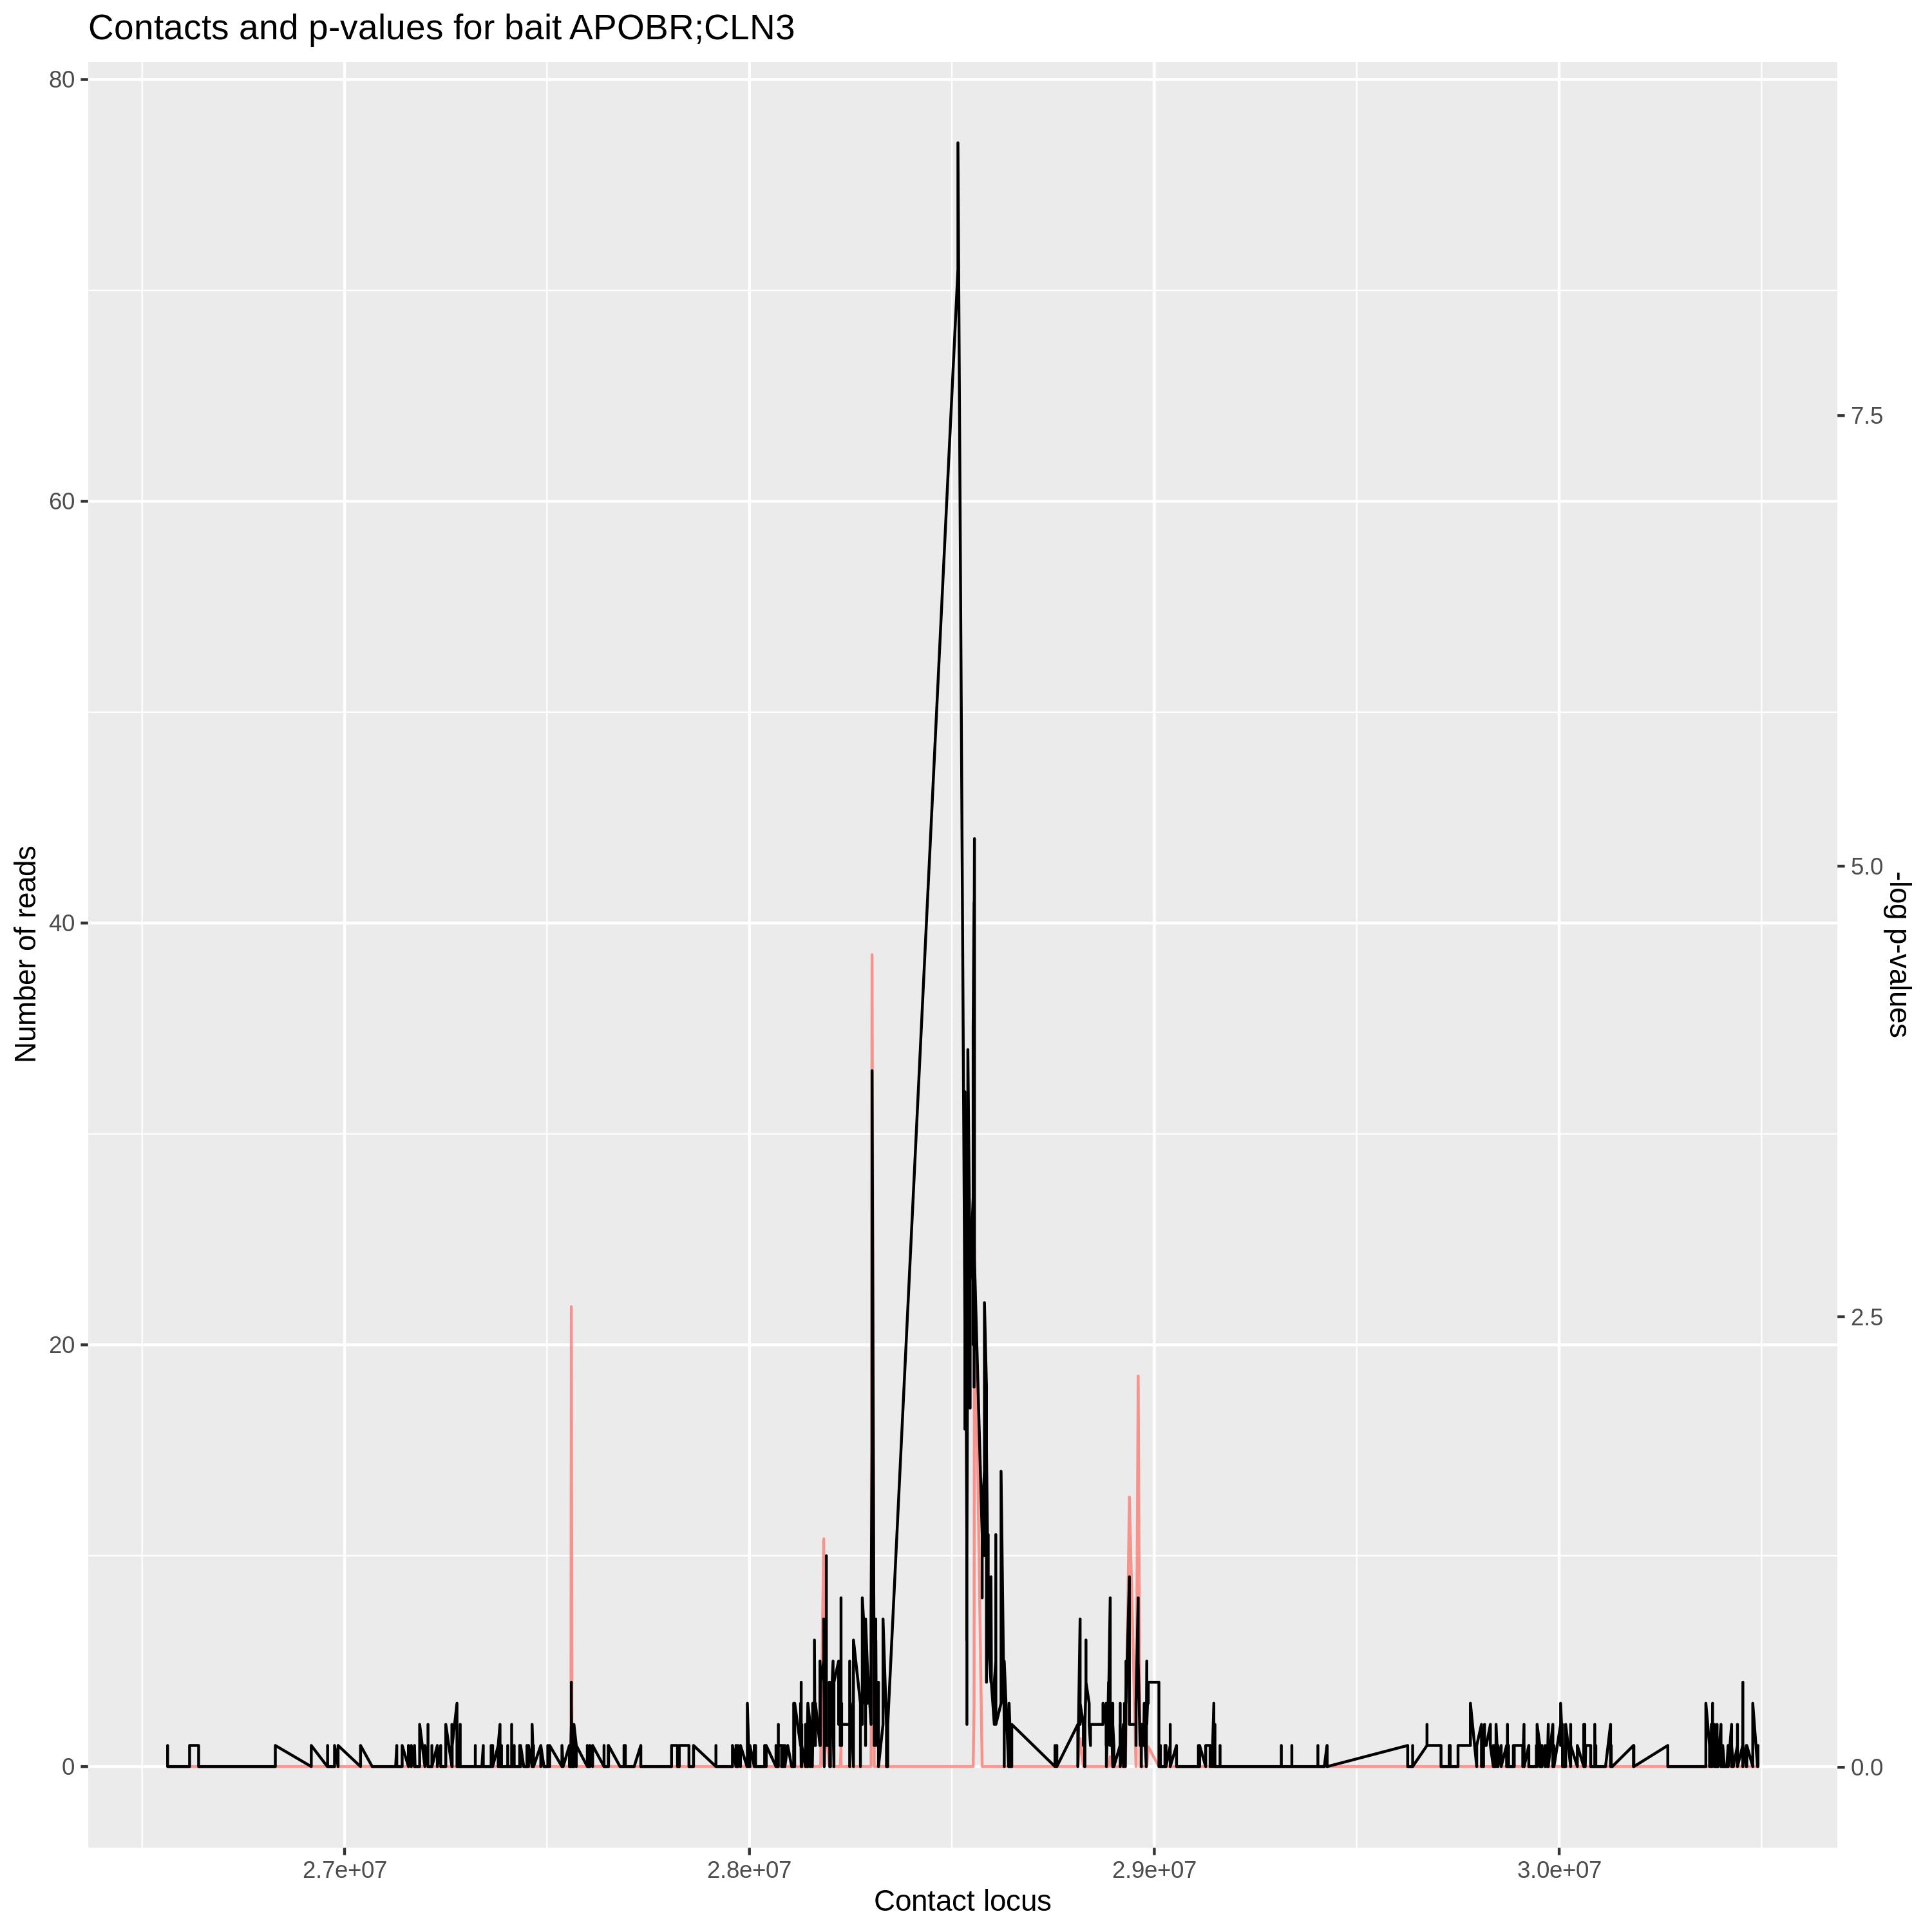 Contacts and p-values for bait APOBR;CLN3
80
60
40
20
0
Number of reads
7.5
5.0
2.5
0.0
-log p-values
2.7e+07
2.8e+07
2.9e+07
3.0e+07
Contact locus